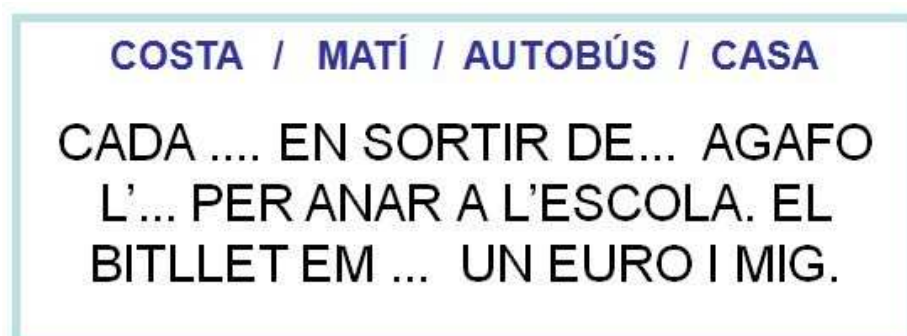 COSTA / MATÍ / AUTOBÚS / CASA
CADA .... EN SORTIR DE... AGAFO
L'... PER ANAR A L'ESCOLA. EL
BITLLET EM ... UN EURO I MIG.